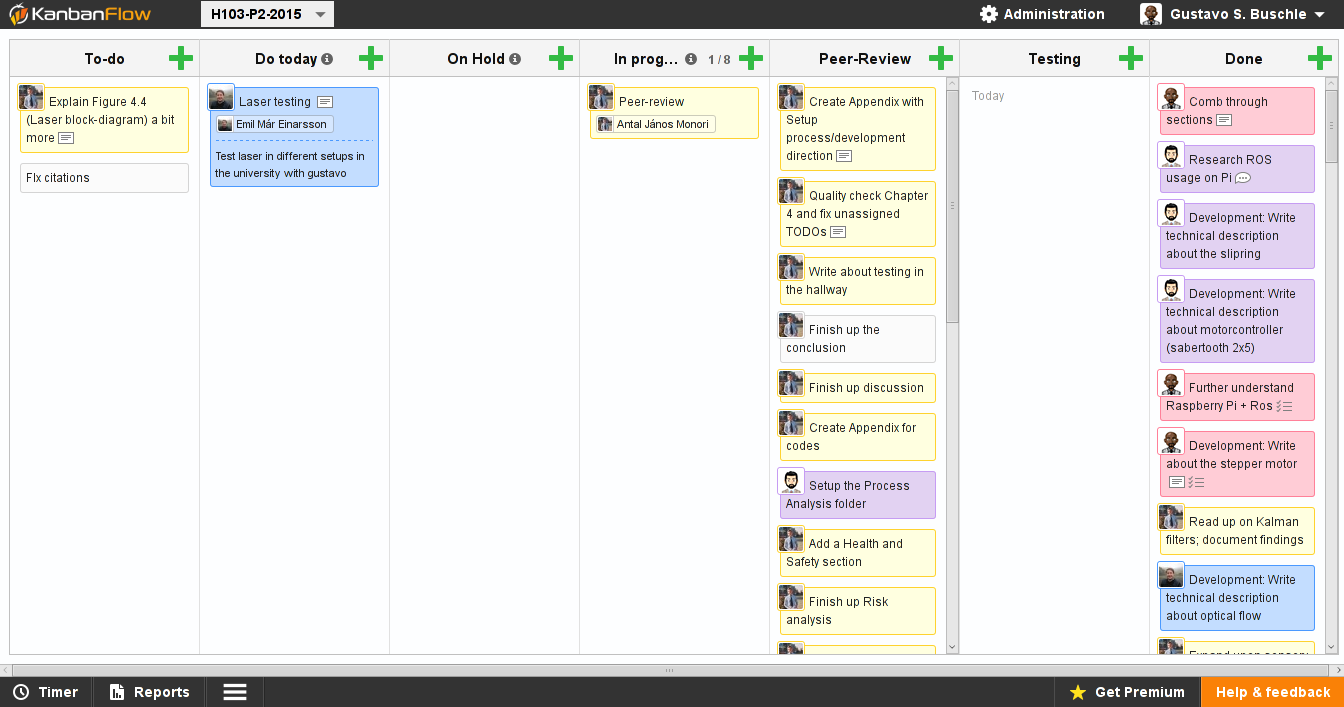 KanbanFlow
H103-P2-2015
Administration
Gustavo S. Buschle
To-do
Do today
On Hold
In prog...
1 / 8
Peer-Review
Testing
Done
Explain Figure 4.4
(Laser block-diagram) a bit
more
FIx citations
Laser testing
Emil Már Einarsson
Test laser in different setups in
the university with gustavo
Peer-review
Antal János Monori
Create Appendix with
Setup
process/development
direction
Quality check Chapter
4 and fix unassigned
TODOs
Write about testing in
the hallway
Finish up the
conclusion
Finish up discussion
Create Appendix for
codes
Setup the Process
Analysis folder
Add a Health and
Safety section
Finish up Risk
analysis
Today
Comb through
sections
Research ROS
usage on Pi
Development: Write
technical description
about the slipring
Development: Write
technical description
about motorcontroller
(sabertooth 2x5)
Further understand
Raspberry Pi + Ros
Development: Write
about the stepper motor
Read up on Kalman
filters; document findings
Development: Write
technical description
about optical flow
Expand upon
Timer
Reports
Get Premium
Help & feedback